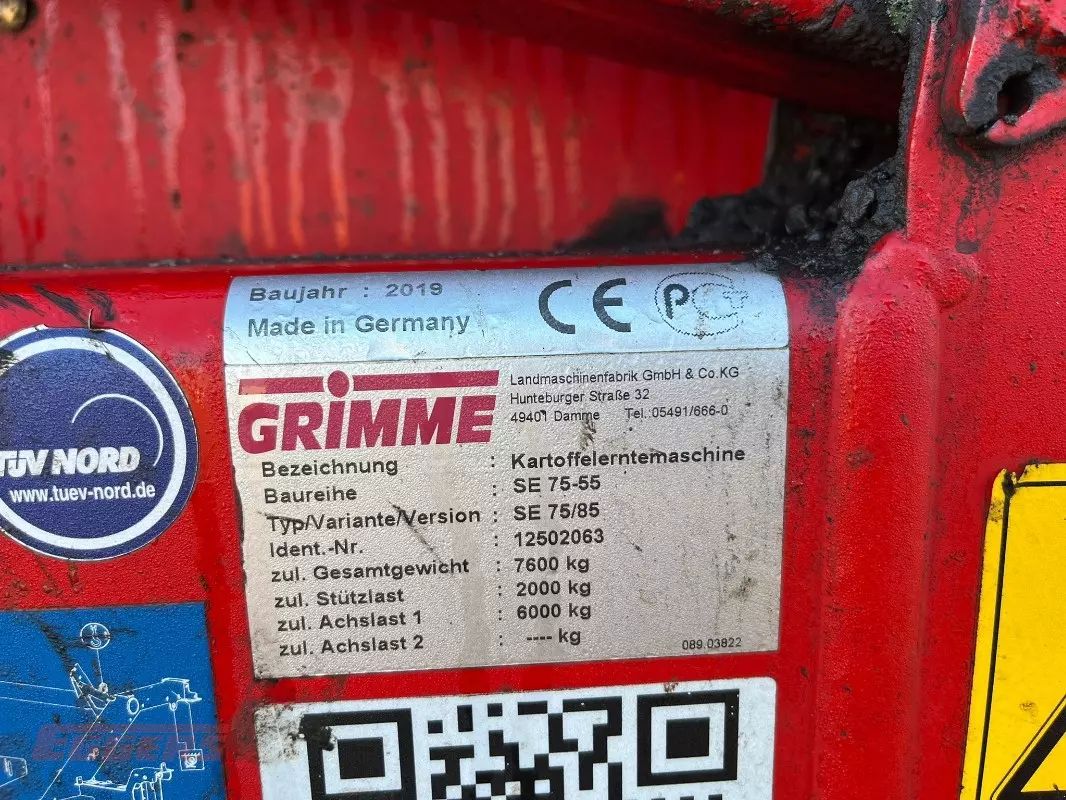 Baujahr : 2019
Made in Germany
CE
GRIMME
Landmaschinenfabrik GmbH & Co.KG
Hunteburger Straße 32
49401 Damme Tel.:05491/666-0
Bezeichnung : Kartoffelerntemaschine
Baureihe : SE 75-55
Typ/Variante/Version : SE 75/85
Ident.-Nr. : 12502063
zul. Gesamtgewicht : 7600 kg
zul. Stützlast : 2000 kg
zul. Achslast 1 : 6000 kg
zul. Achslast 2 : ---- kg
089.03822
TÜV NORD
www.tuev-nord.de